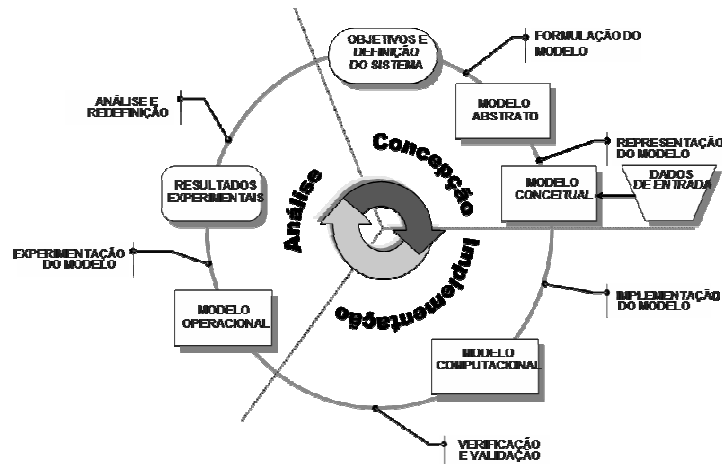 OBJETIVOS E
DEFINIÇÃO
DO SISTEMA
FORMULAÇÃO DO
MODELO
MODELO
ABSTRATO
REPRESENTAÇÃO
DO MODELO
MODELO
CONCEITUAL
DADOS
DE ENTRADA
IMPLEMENTAÇÃO
DO MODELO
MODELO
COMPUTACIONAL
VERIFICAÇÃO
E VALIDAÇÃO
MODELO
OPERACIONAL
EXPERIMENTAÇÃO
DO MODELO
RESULTADOS
EXPERIMENTAIS
ANÁLISE E
REDEFINIÇÃO
Concepção
Implementação
Análise